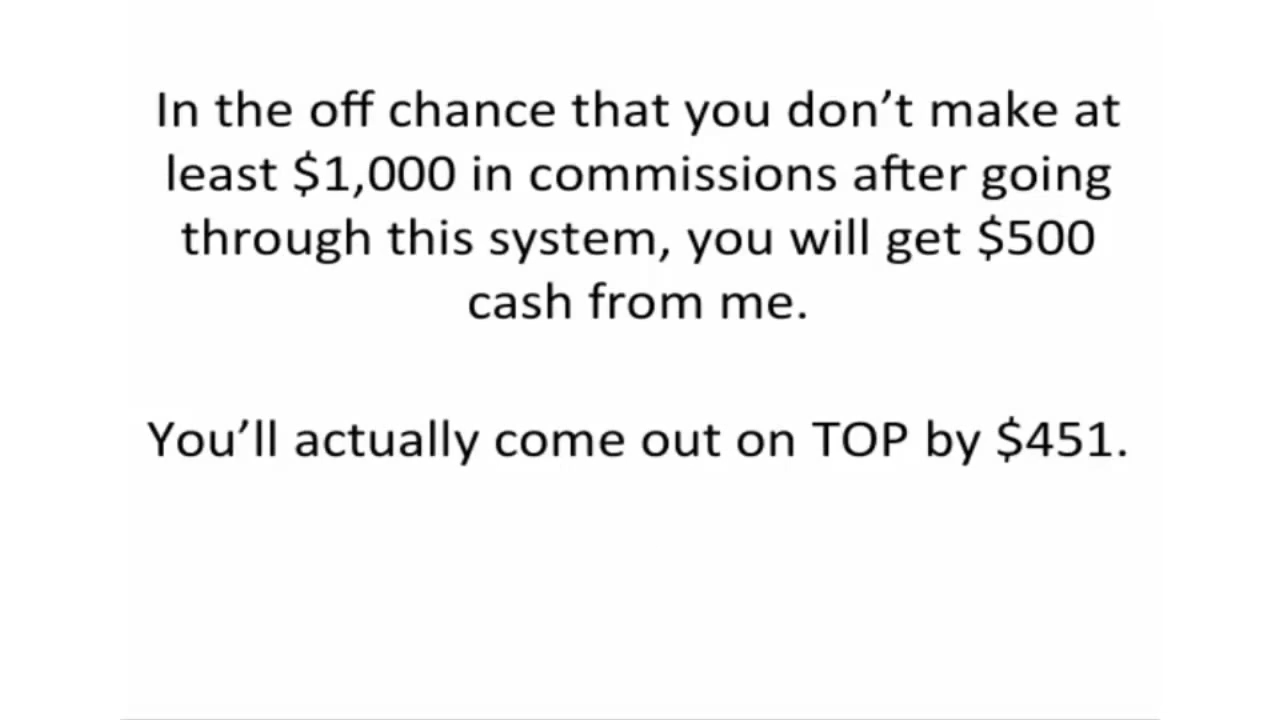 In the off chance that you don’t make at
least $1,000 in commissions after going
through this system, you will get $500
cash from me.
You’ll actually come out on TOP by $451.